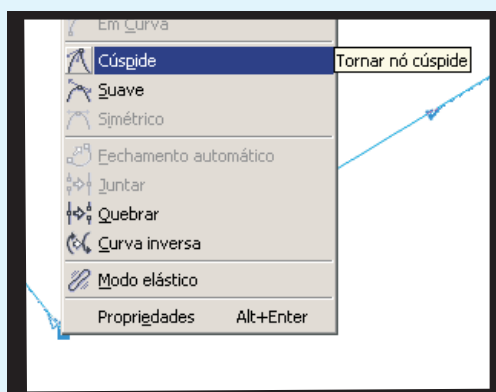 Em Curva
Cúspide
Tornar nó cúspide
Suave
Simétrico
Fechamento automático
Juntar
Quebrar
Curva inversa
Modo elástico
Propriedades Alt+Enter